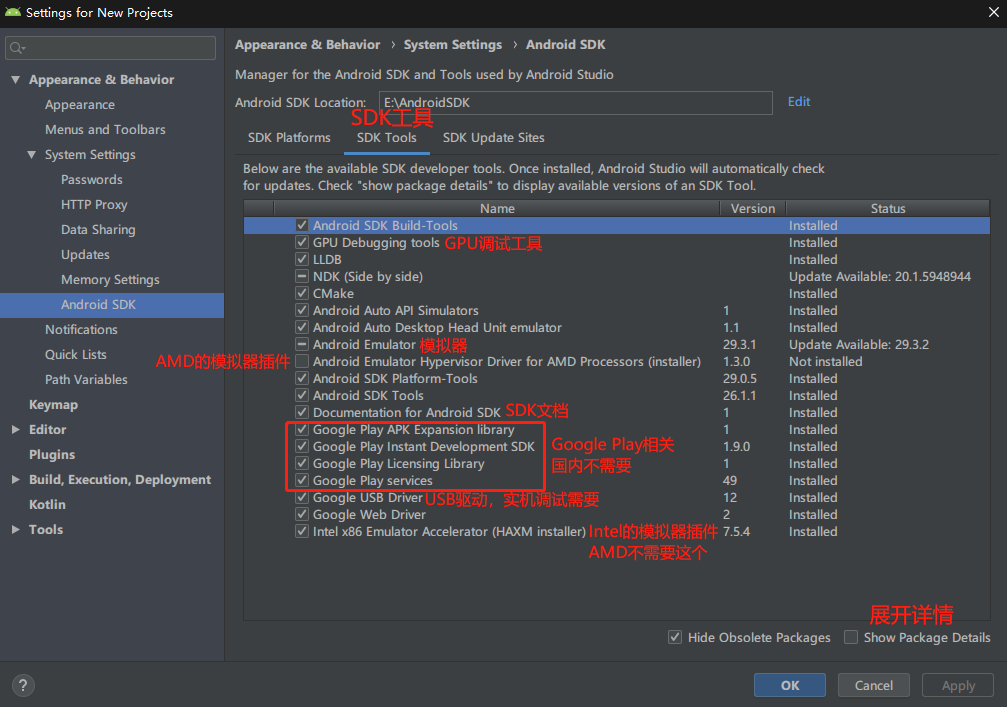 Settings for New Projects
Appearance & Behavior
Appearance
Menus and Toolbars
System Settings
Passwords
HTTP Proxy
Data Sharing
Updates
Memory Settings
Android SDK
Notifications
Quick Lists
Path Variables
Keymap
Editor
Plugins
Build, Execution, Deployment
Kotlin
Tools
Appearance & Behavior › System Settings › Android SDK
Manager for the Android SDK and Tools used by Android Studio
Android SDK Location: E:\AndroidSDK Edit
SDK工具
SDK Platforms SDK Tools SDK Update Sites
Below are the available SDK developer tools. Once installed, Android Studio will automatically check
for updates. Check "show package details" to display available versions of an SDK Tool.
Name Version Status
Android SDK Build-Tools Installed
GPU Debugging tools GPU调试工具 Installed
LLDB Installed
NDK (Side by side) Update Available: 20.1.5948944
CMake Installed
Android Auto API Simulators 1 Installed
Android Auto Desktop Head Unit emulator 1.1 Installed
Android Emulator 模拟器 29.3.1 Update Available: 29.3.2
AMD的模拟器插件 Android Emulator Hypervisor Driver for AMD Processors (installer) 1.3.0 Not installed
Android SDK Platform-Tools 29.0.5 Installed
Android SDK Tools 26.1.1 Installed
Documentation for Android SDK SDK文档 1 Installed
Google Play APK Expansion library 1 Installed
Google Play Instant Development SDK Google Play相关 1.9.0 Installed
Google Play Licensing Library 国内不需要 1 Installed
Google Play services 49 Installed
Google USB Driver USB驱动，实机调试需要 12 Installed
Google Web Driver 2 Installed
Intel x86 Emulator Accelerator (HAXM installer) Intel的模拟器插件 7.5.4 Installed
AMD不需要这个
展开详情
Hide Obsolete Packages Show Package Details
? OK Cancel Apply